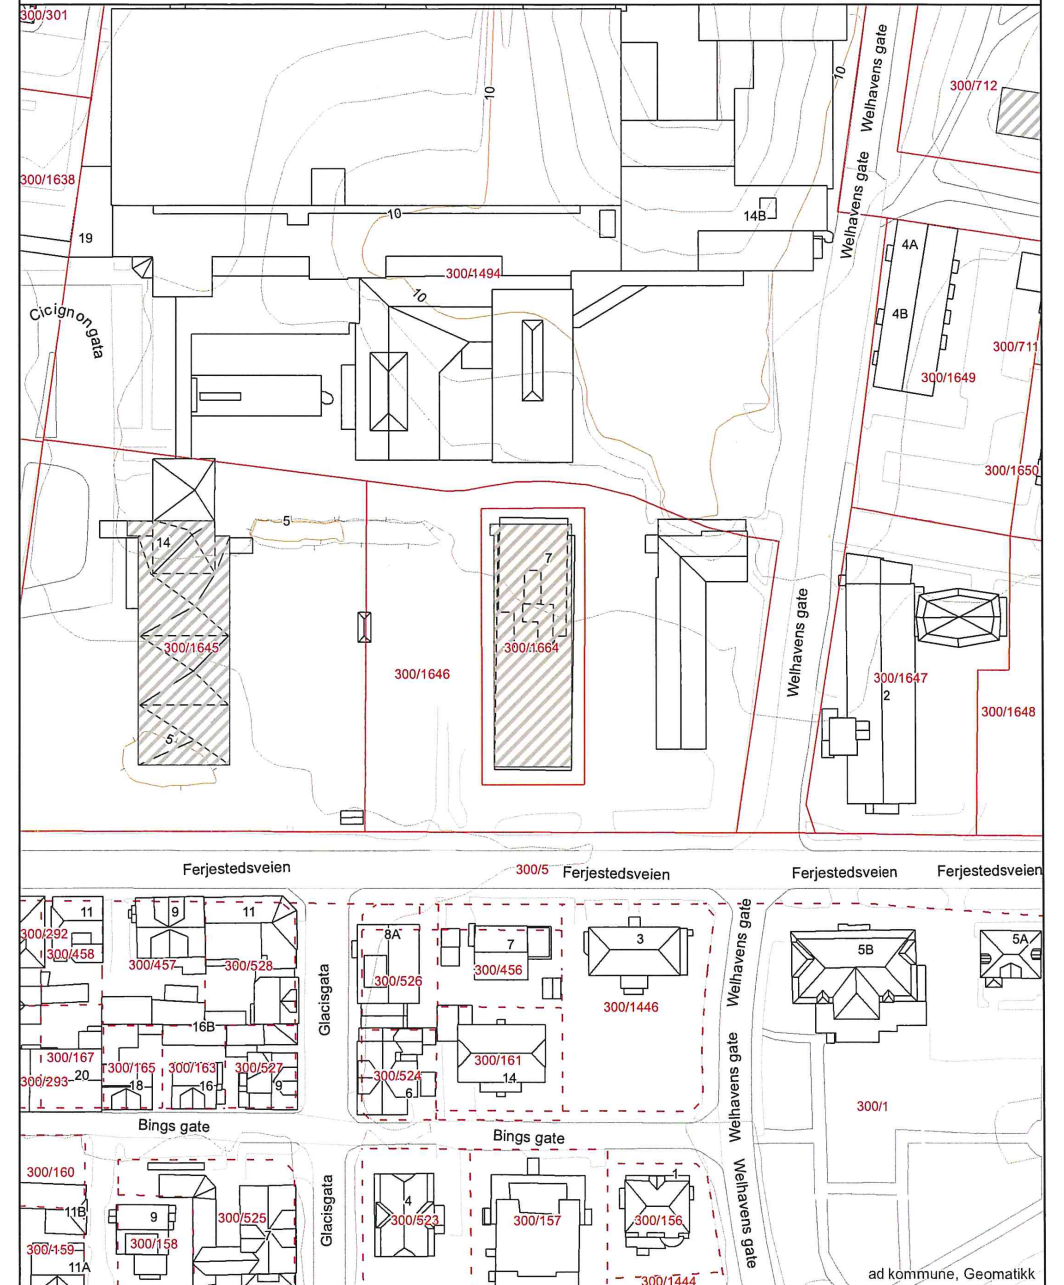 300/301
Welhavens gate
300/712
10
10
Welhavens gate
300/1638
10
14B
19
4A
300/1494
10
Cicignongata
4B
300/711
300/1649
300/1650
5
14
7
Welhavens gate
300/1645
300/1664
300/1646
300/1647
2
300/1648
5
Ferjestedsveien
300/5
Ferjestedsveien
Ferjestedsveien
Ferjestedsveien
11
9
11
8A
7
3
Welhavens gate
5B
5A
300/292
300/458
300/457
300/528
300/526
300/456
Glacisgata
300/1446
16B
300/167
300/165
300/163
300/527
300/524
300/161
Welhavens gate
300/293
20
18
16
9
6
14
300/1
Bings gate
Bings gate
300/160
1
Welhavens gate
11B
9
300/525
Glacisgata
4
300/523
300/157
300/156
7
300/159
300/158
11A
300/1444
ad kommune, Geomatikk